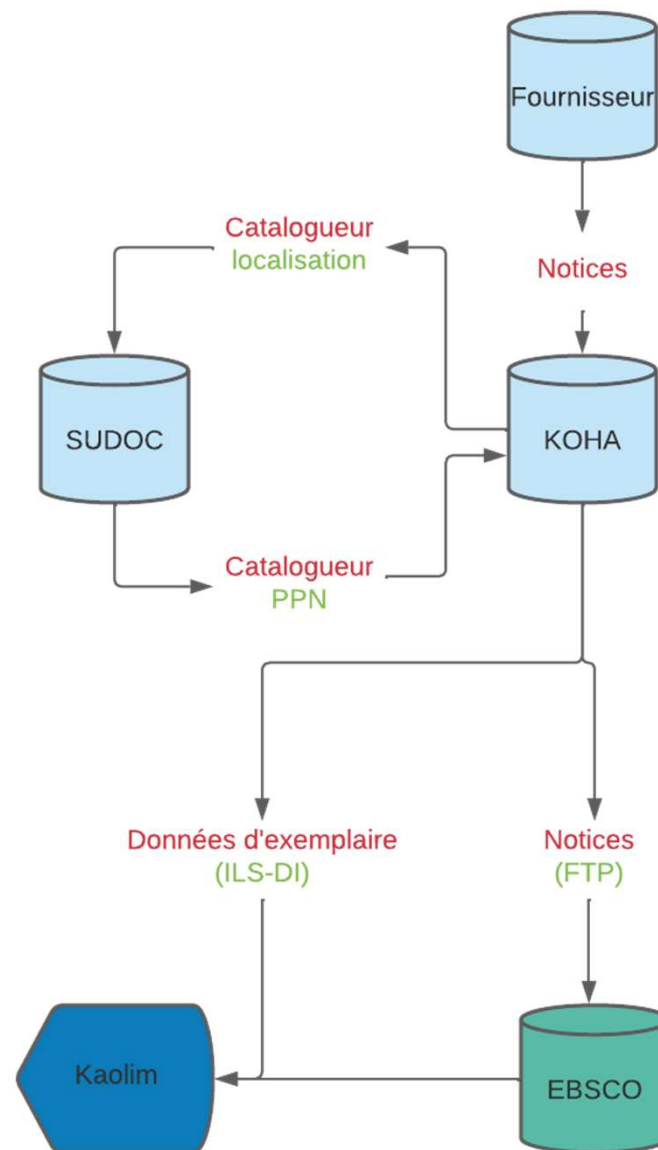 Fournisseur
Catalogueur
localisation
Notices
SUDOC
KOHA
Catalogueur
PPN
Données d'exemplaire
(ILS-DI)
Notices
(FTP)
Kaolim
EBSCO